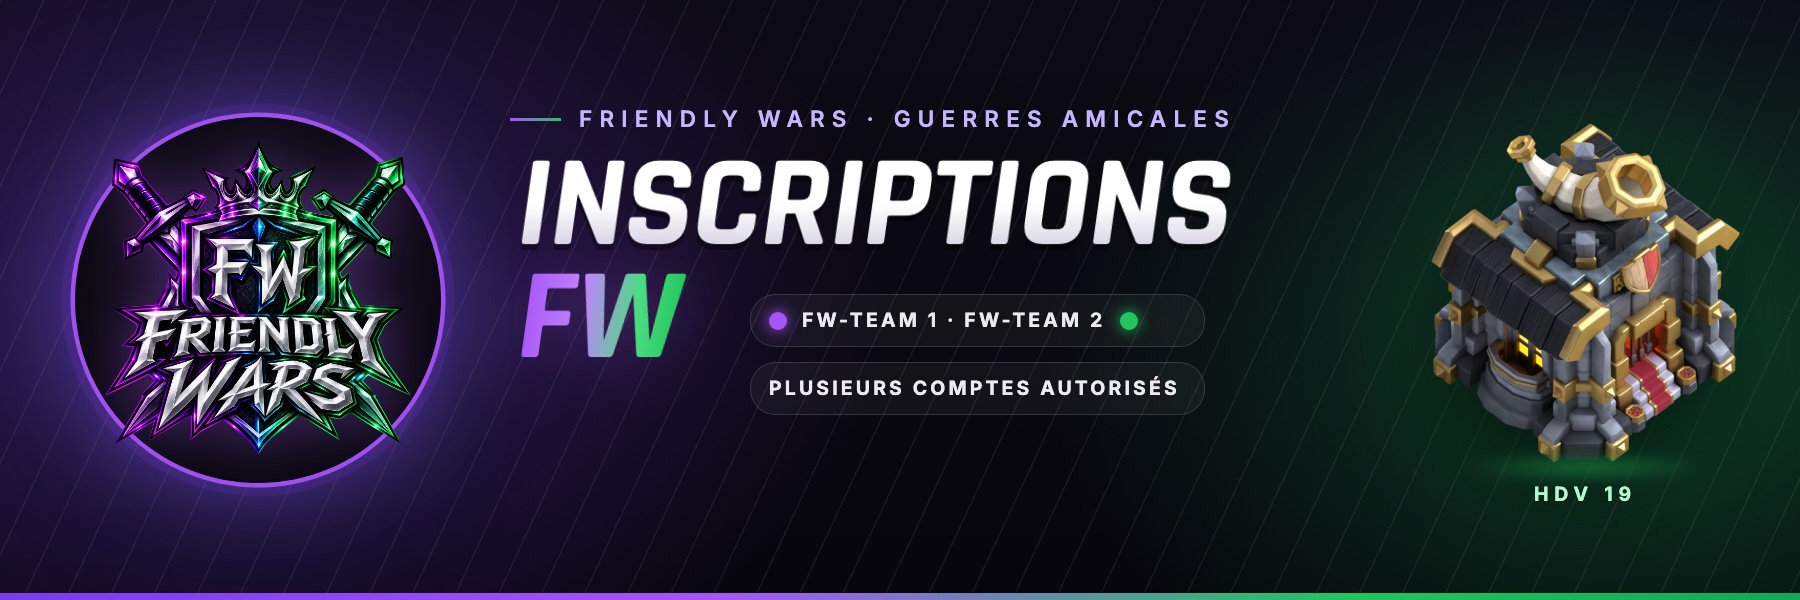 FW
FRIENDLY
WARS
FRIENDLY WARS · GUERRES AMICALES
INSCRIPTIONS
FW
FW-TEAM 1 · FW-TEAM 2
PLUSIEURS COMPTES AUTORISÉS
HDV 19